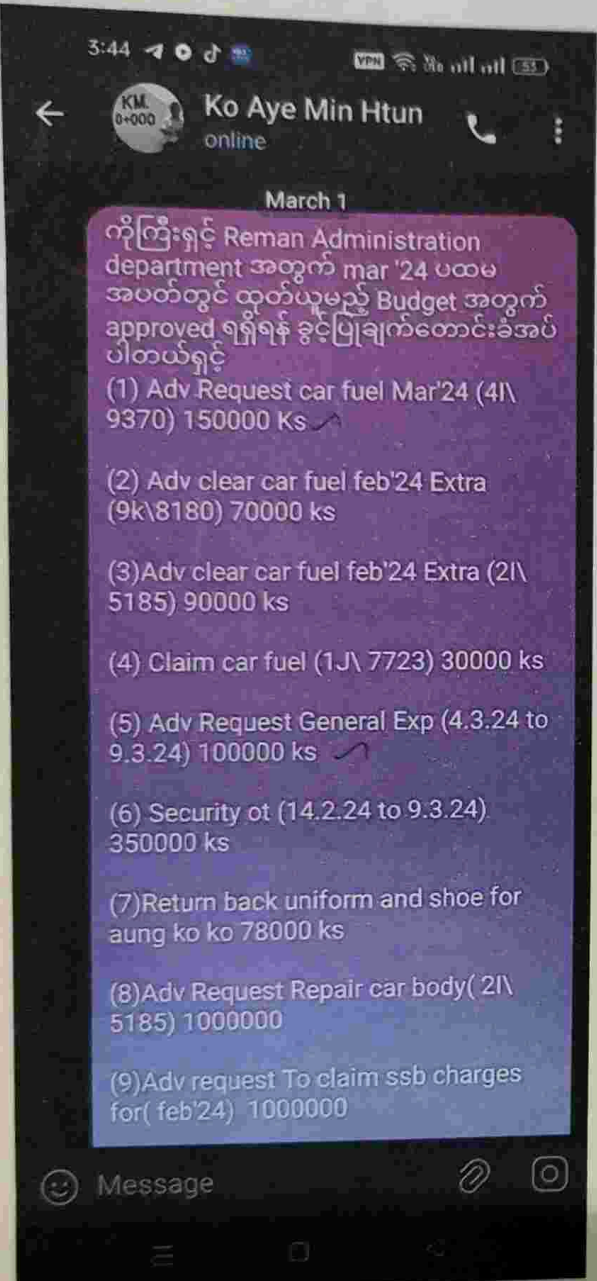 3:44
VPN
53
KM.
0+000
Ko Aye Min Htun
online
March 1
ကိုကြီးရှင့် Reman Administration
department အတွက် mar '24 ပထမ
အပတ်တွင် ထုတ်ယူမည့် Budget အတွက်
approved ရရှိရန် ခွင့်ပြုချက်တောင်းခံအပ်
ပါတယ်ရှင့်
(1) Adv Request car fuel Mar'24 (4I\
9370) 150000 Ks
(2) Adv clear car fuel feb'24 Extra
(9k\8180) 70000 ks
(3)Adv clear car fuel feb'24 Extra (2I\
5185) 90000 ks
(4) Claim car fuel (1J\ 7723) 30000 ks
(5) Adv Request General Exp (4.3.24 to
9.3.24) 100000 ks
(6) Security ot (14.2.24 to 9.3.24)
350000 ks
(7)Return back uniform and shoe for
aung ko ko 78000 ks
(8)Adv Request Repair car body( 2I\
5185) 1000000
(9)Adv request To claim ssb charges
for( feb'24) 1000000
Message